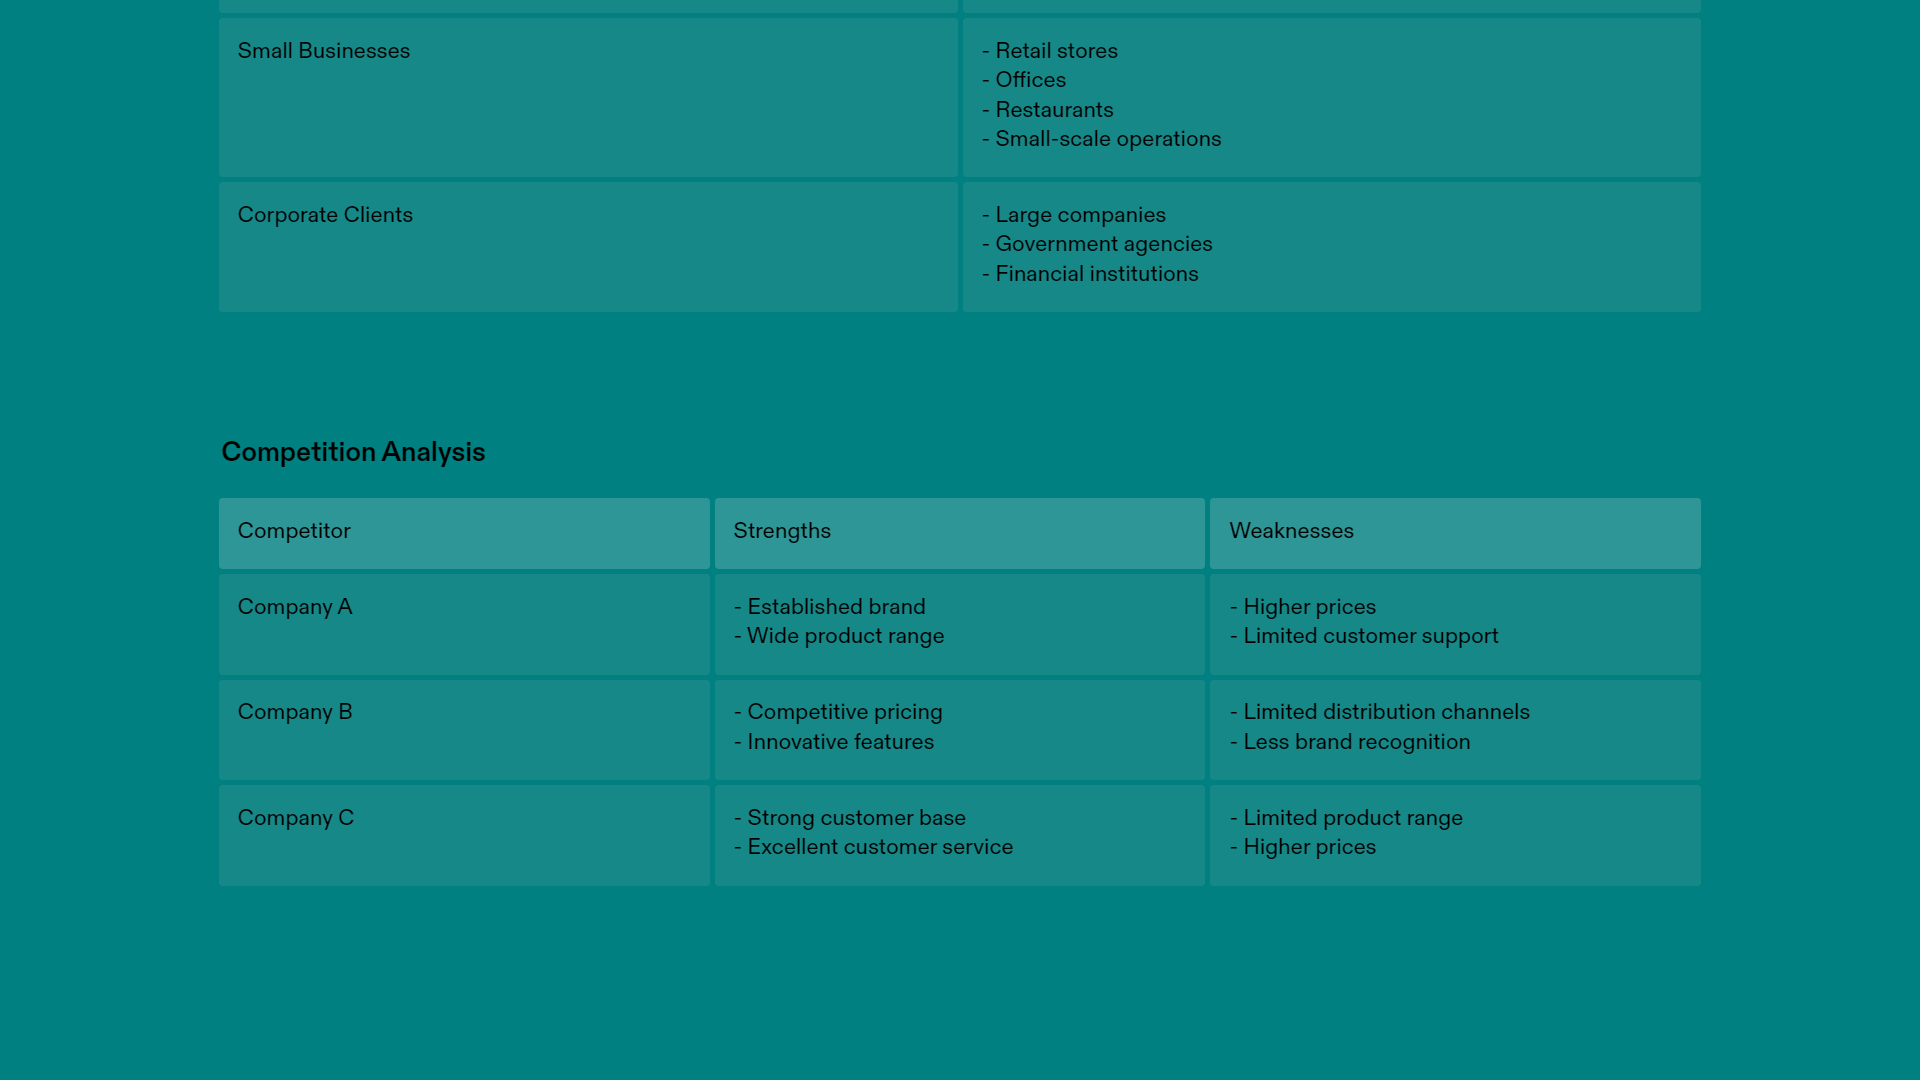 Small Businesses
- Retail stores
- Offices
- Restaurants
- Small-scale operations
Corporate Clients
- Large companies
- Government agencies
- Financial institutions
Competition Analysis
Competitor
Strengths
Weaknesses
Company A
- Established brand
- Wide product range
- Higher prices
- Limited customer support
Company B
- Competitive pricing
- Innovative features
- Limited distribution channels
- Less brand recognition
Company C
- Strong customer base
- Excellent customer service
- Limited product range
- Higher prices